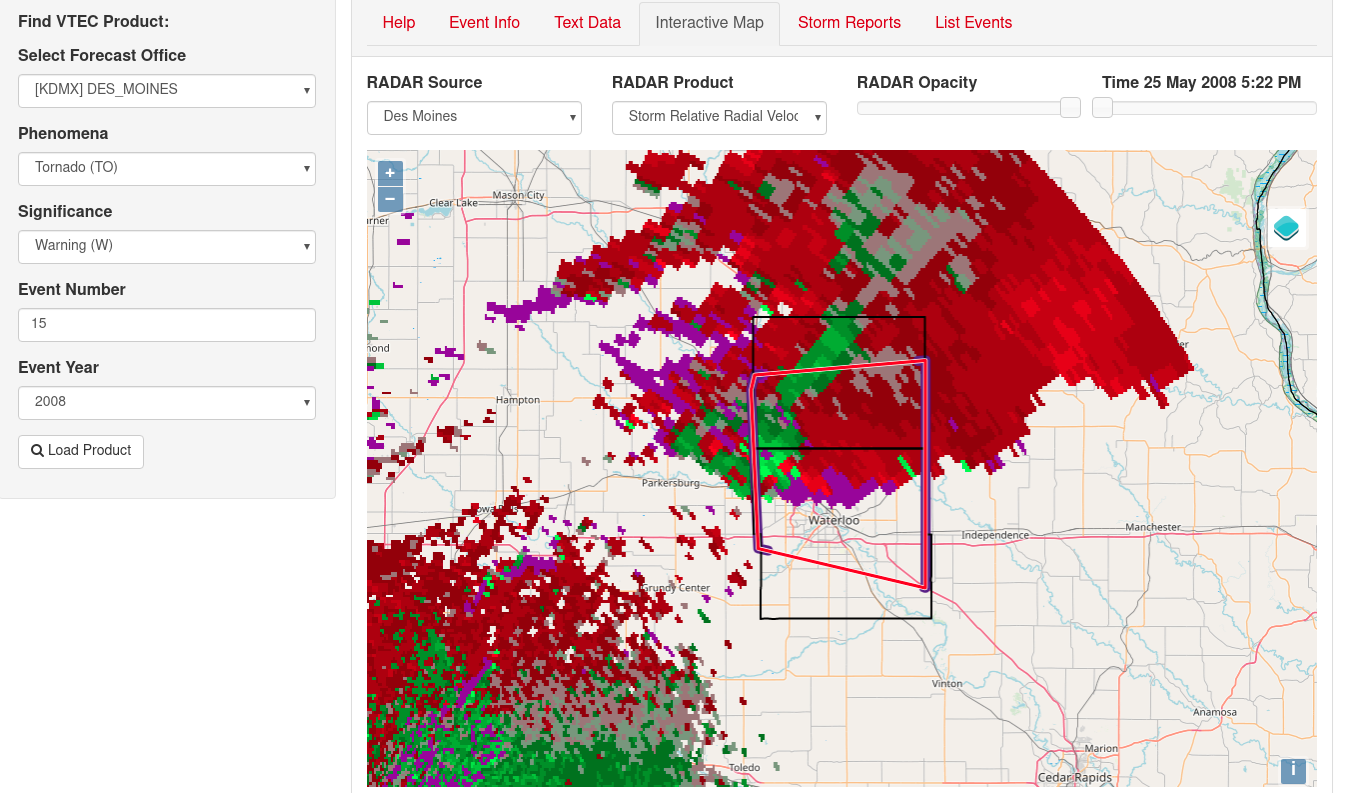 Find VTEC Product:
Select Forecast Office
[KDMX] DES_MOINES
Phenomena
Tornado (TO)
Significance
Warning (W)
Event Number
15
Event Year
2008
Load Product
Help Event Info Text Data Interactive Map Storm Reports List Events
RADAR Source RADAR Product RADAR Opacity Time 25 May 2008 5:22 PM
Des Moines Storm Relative Radial Veloc
+
−
Mason City
Clear Lake
arner
mond
er
Hampton
Parkersburg
Waterloo
Independence
Manchester
Grundy Center
Vinton
Anamosa
Marion
Toledo
Cedar Rapids
i